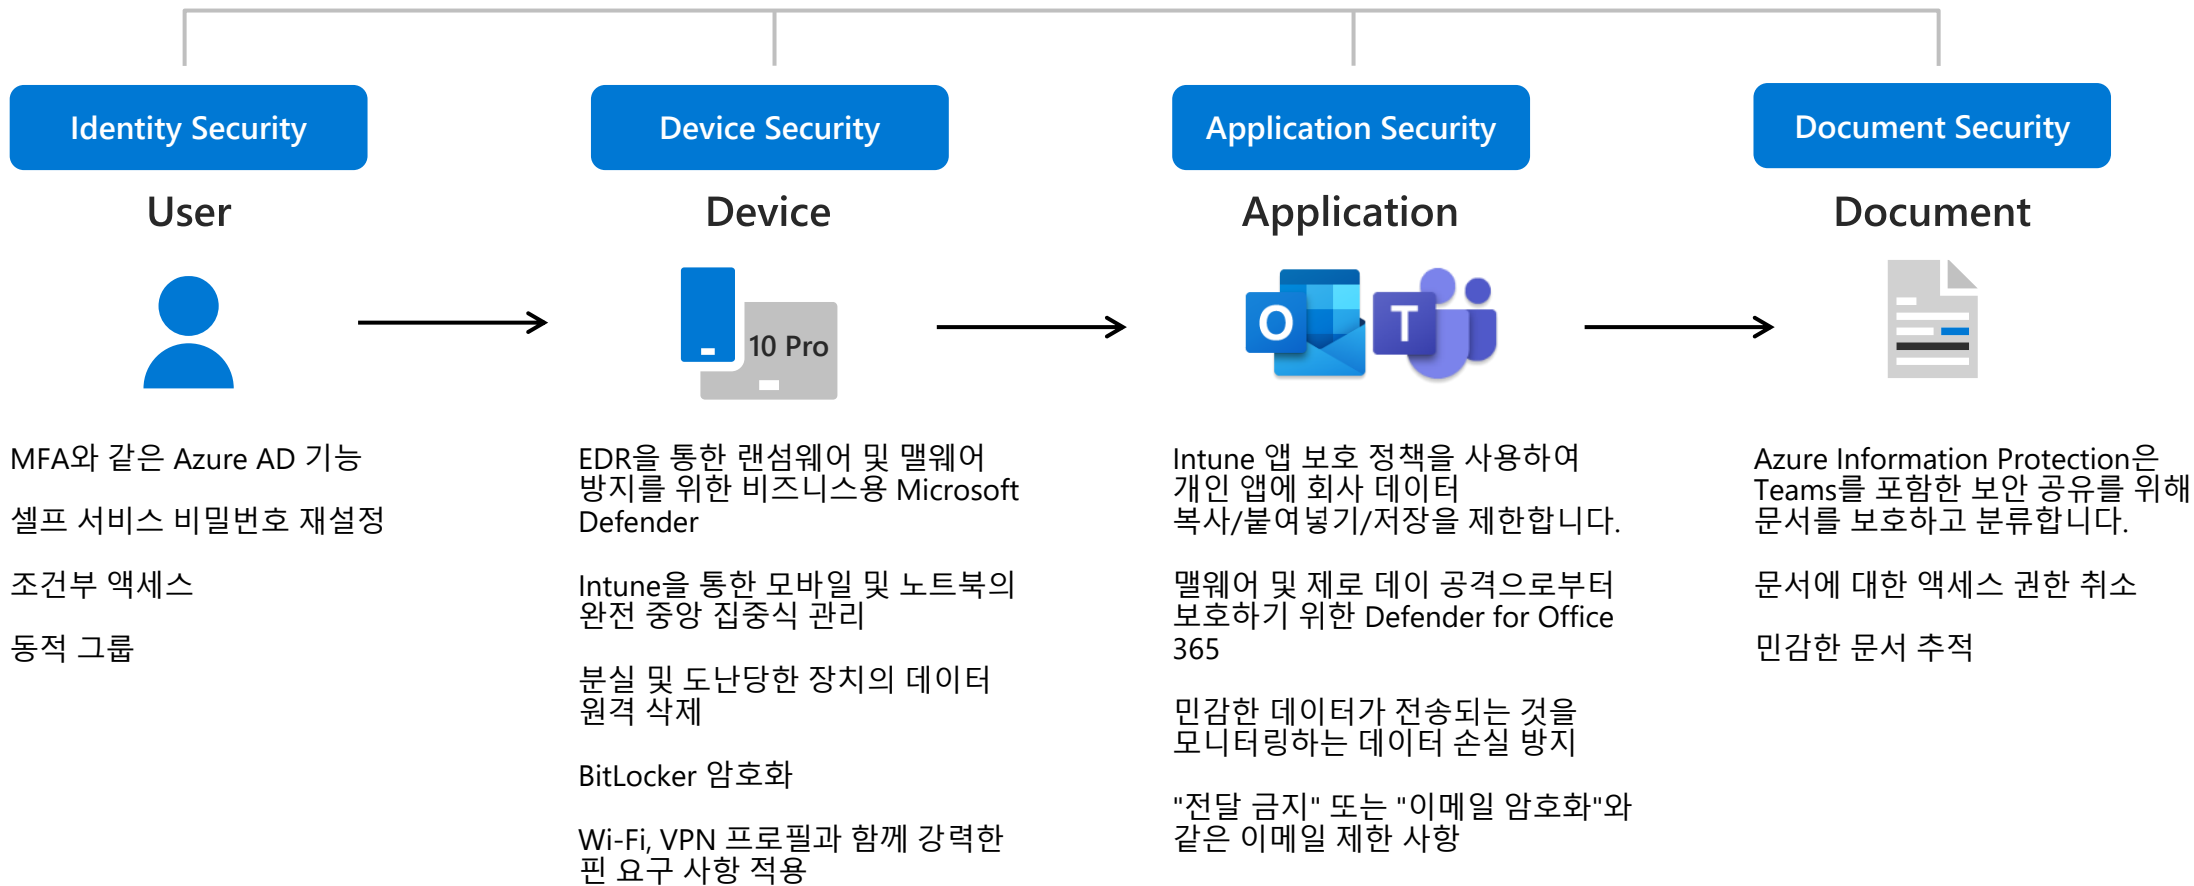 Identity Security
Device Security
Application Security
Document Security
User
Device
Application
Document
10 Pro
O
T
MFA와 같은 Azure AD 기능
셀프 서비스 비밀번호 재설정
조건부 액세스
동적 그룹
EDR을 통한 랜섬웨어 및 맬웨어
방지를 위한 비즈니스용 Microsoft
Defender
Intune을 통한 모바일 및 노트북의
완전 중앙 집중식 관리
분실 및 도난당한 장치의 데이터
원격 삭제
BitLocker 암호화
Wi-Fi, VPN 프로필과 함께 강력한
핀 요구 사항 적용
Intune 앱 보호 정책을 사용하여
개인 앱에 회사 데이터
복사/붙여넣기/저장을 제한합니다.
맬웨어 및 제로 데이 공격으로부터
보호하기 위한 Defender for Office
365
민감한 데이터가 전송되는 것을
모니터링하는 데이터 손실 방지
"전달 금지" 또는 "이메일 암호화"와
같은 이메일 제한 사항
Azure Information Protection은
Teams를 포함한 보안 공유를 위해
문서를 보호하고 분류합니다.
문서에 대한 액세스 권한 취소
민감한 문서 추적